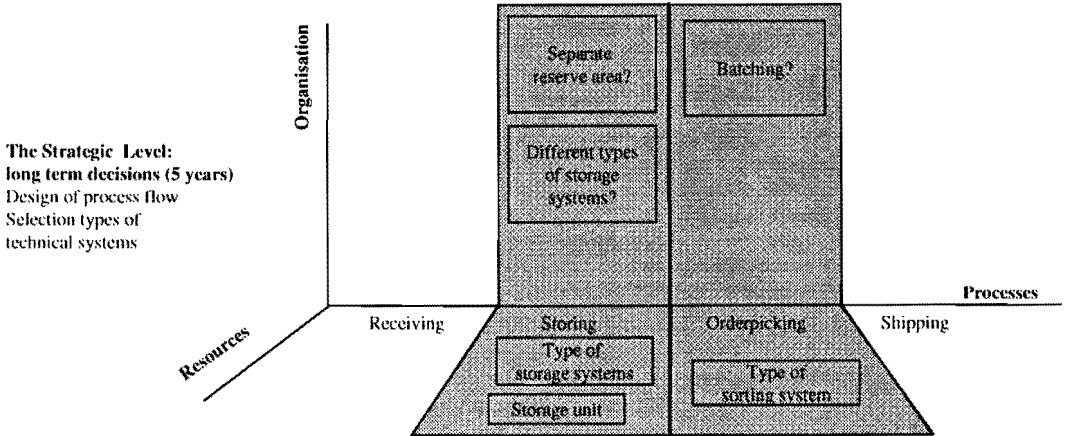 Organisation
The Strategic Level:
long term decisions (5 years)
Design of process flow
Selection types of
technical systems
Separate
reserve area?
Different types
of storage
systems?
Batching?
Processes
Resources
Receiving
Storing
Orderpicking
Shipping
Type of
storage systems
Storage unit
Type of
sorting system